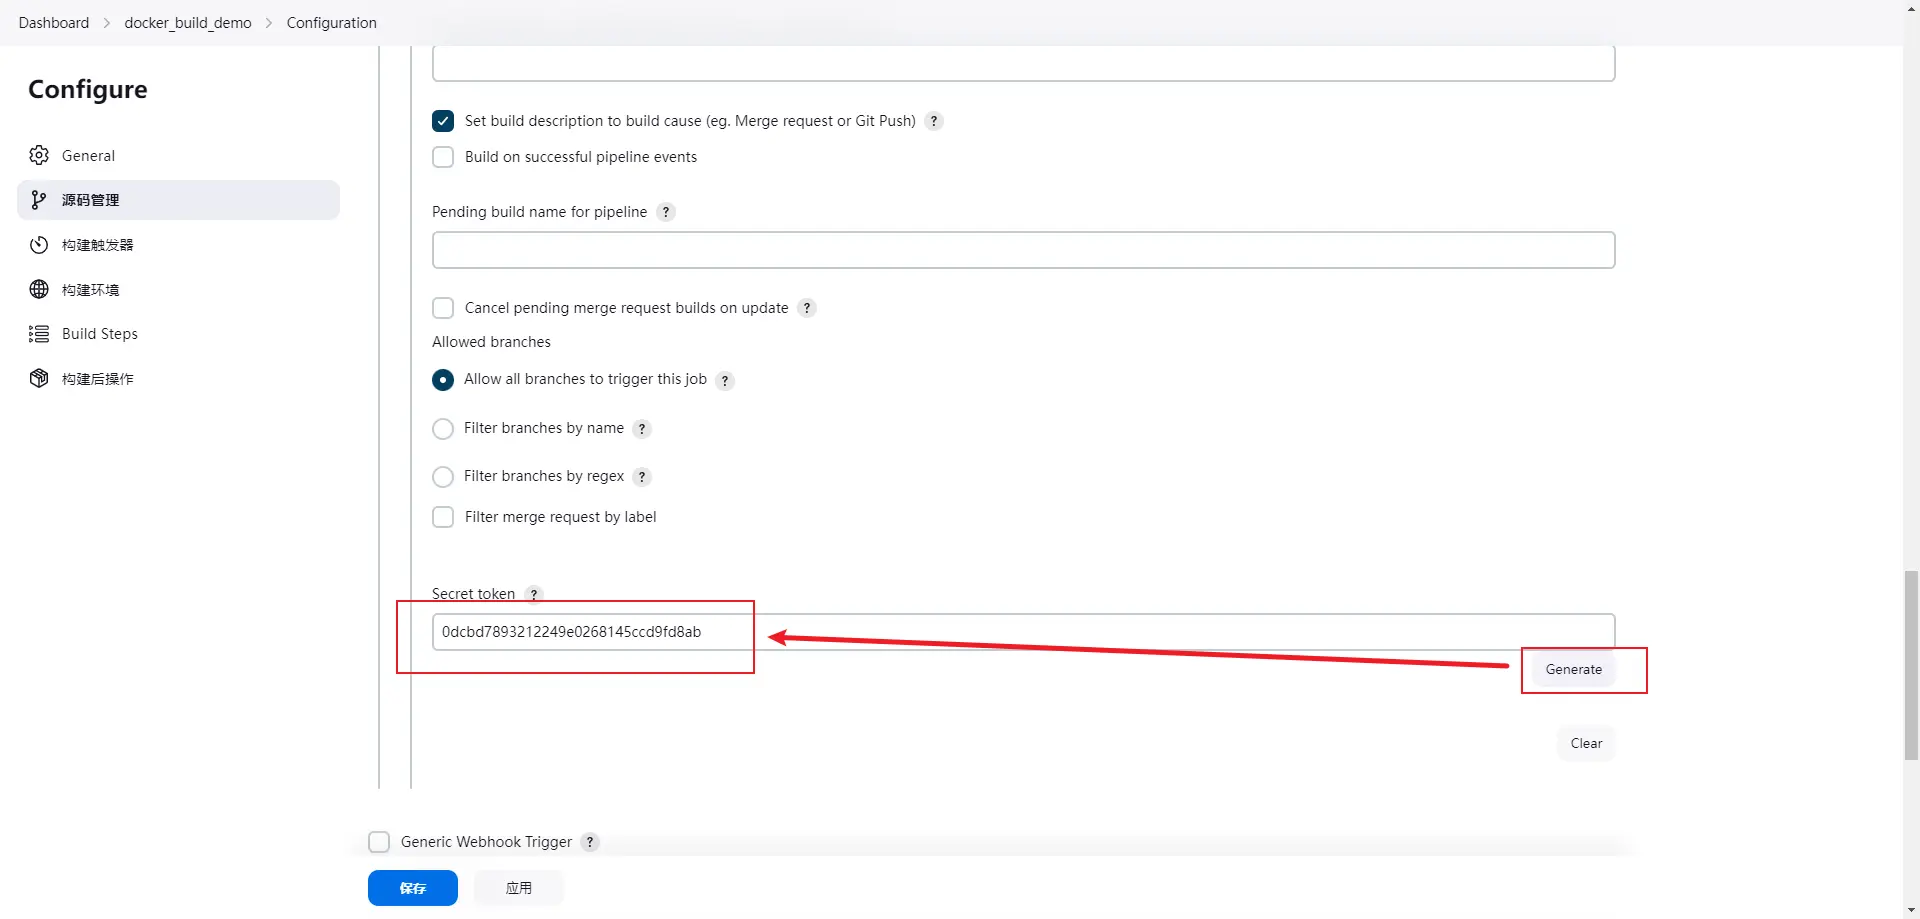 Dashboard > docker_build_demo > Configuration
Configure
General
源码管理
构建触发器
构建环境
Build Steps
构建后操作
Set build description to build cause (eg. Merge request or Git Push) ?
Build on successful pipeline events
Pending build name for pipeline ?
Cancel pending merge request builds on update ?
Allowed branches
Allow all branches to trigger this job ?
Filter branches by name ?
Filter branches by regex ?
Filter merge request by label
Secret token ?
0dcbd7893212249e0268145ccd9fd8ab
Generate
Clear
Generic Webhook Trigger ?
保存
应用